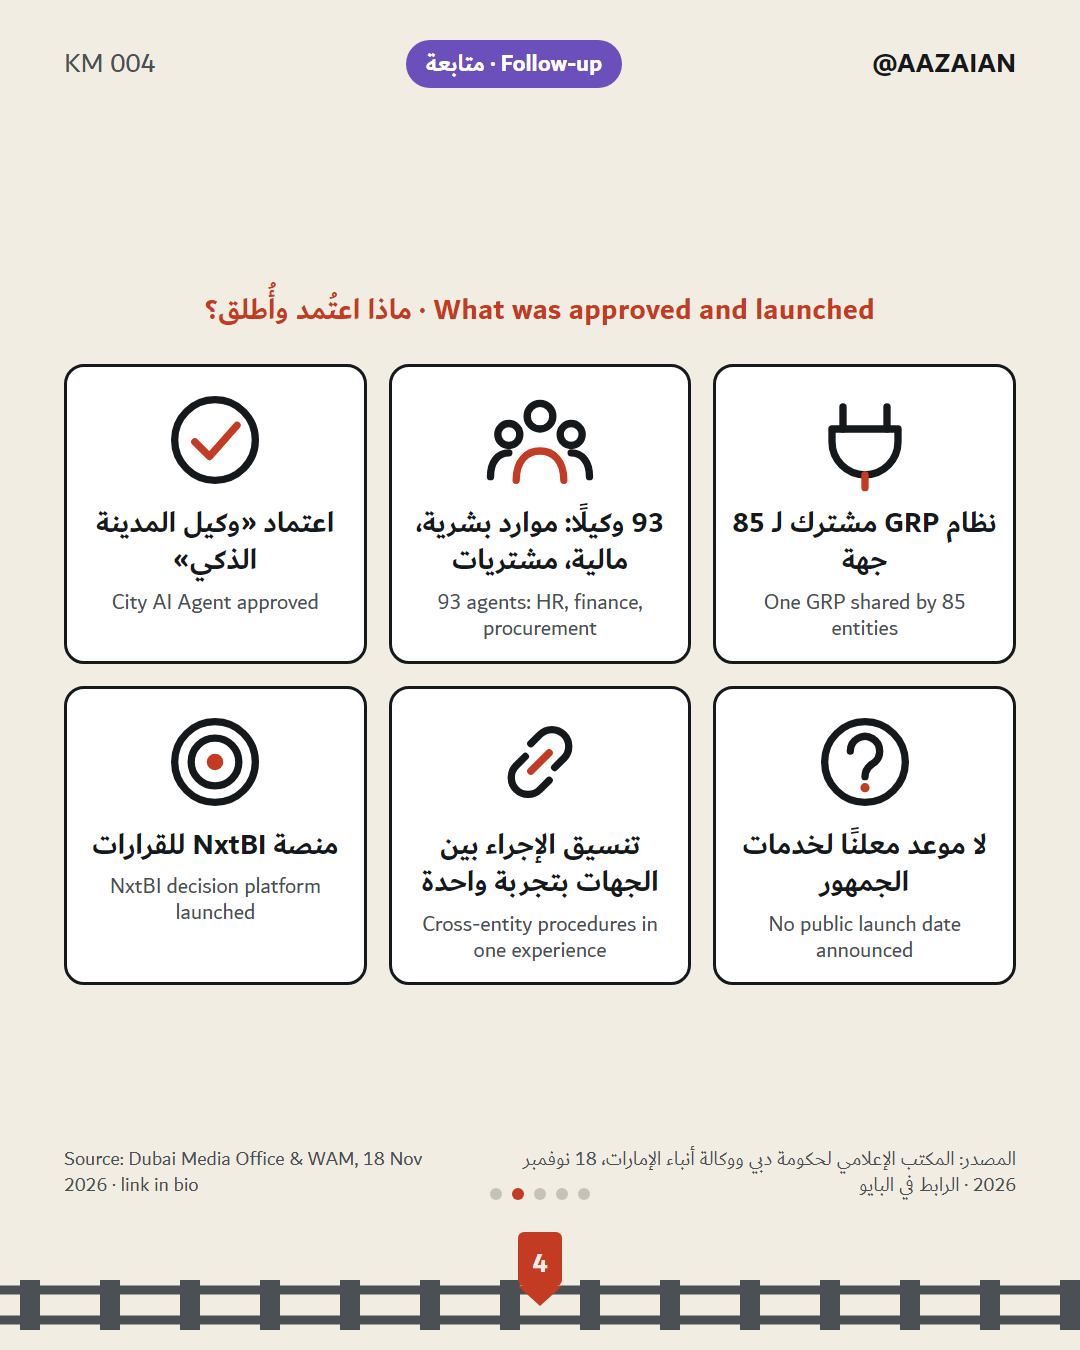 KM 004
متابعة · Follow-up
@AAZAIAN
ماذا اعتُمد وأُطلق؟ · What was approved and launched
اعتماد «وكيل المدينة
الذكي»
City AI Agent approved
93 وكيلًا: موارد بشرية،
مالية، مشتريات
93 agents: HR, finance,
procurement
نظام GRP مشترك لـ 85
جهة
One GRP shared by 85
entities
منصة NxtBI للقرارات
NxtBI decision platform
launched
تنسيق الإجراء بين
الجهات بتجربة واحدة
Cross-entity procedures in
one experience
لا موعد معلنًا لخدمات
الجمهور
No public launch date
announced
Source: Dubai Media Office & WAM, 18 Nov
2026 · link in bio
المصدر: المكتب الإعلامي لحكومة دبي ووكالة أنباء الإمارات، 18 نوفمبر
2026 · الرابط في البايو
4